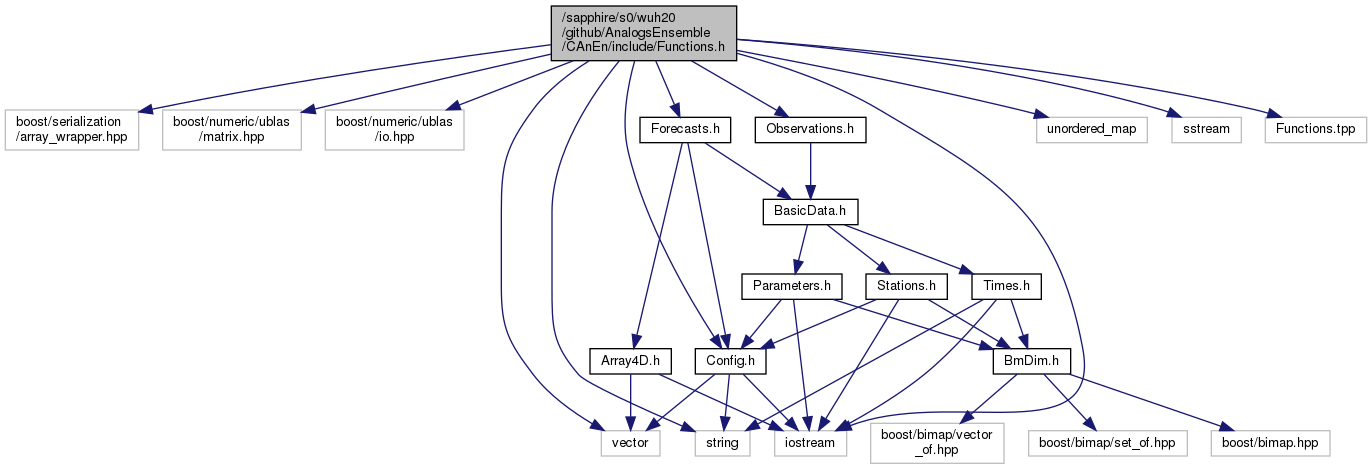 /sapphire/s0/wuh20
/github/AnalogsEnsemble
/CAnEn/include/Functions.h
boost/serialization
/array_wrapper.hpp
boost/numeric/ublas
/matrix.hpp
boost/numeric/ublas
/io.hpp
Forecasts.h
Observations.h
unordered_map
sstream
Functions.tpp
BasicData.h
Parameters.h
Stations.h
Times.h
Array4D.h
Config.h
BmDim.h
vector
string
iostream
boost/bimap/vector
_of.hpp
boost/bimap/set_of.hpp
boost/bimap.hpp